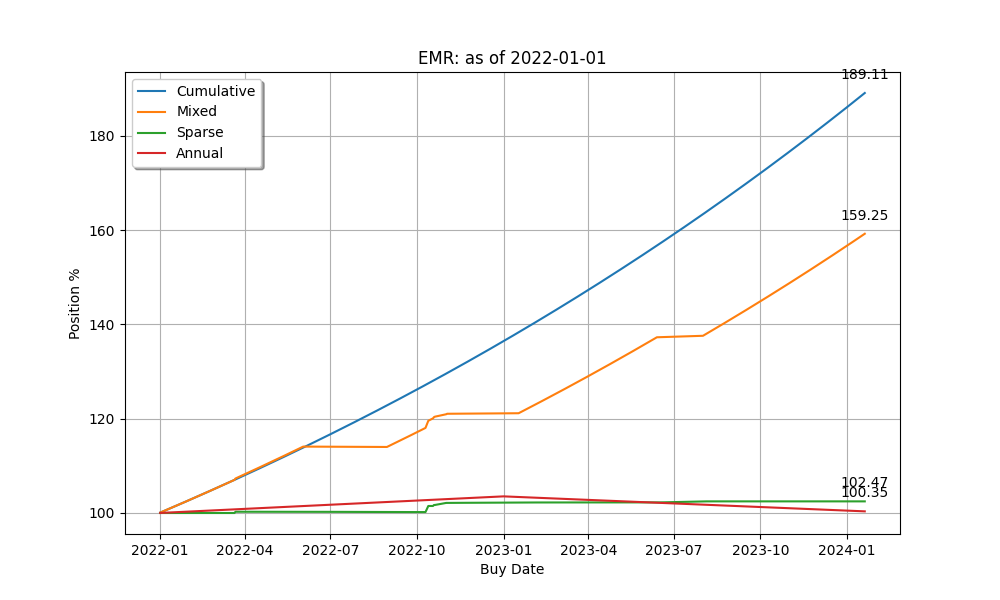 EMR: as of 2022-01-01
189.11
Cumulative
Mixed
Sparse
Annual
180
159.25
160
140
120
102.47
100.35
100
Position %
2022-01 2022-04 2022-07 2022-10 2023-01 2023-04 2023-07 2023-10 2024-01
Buy Date